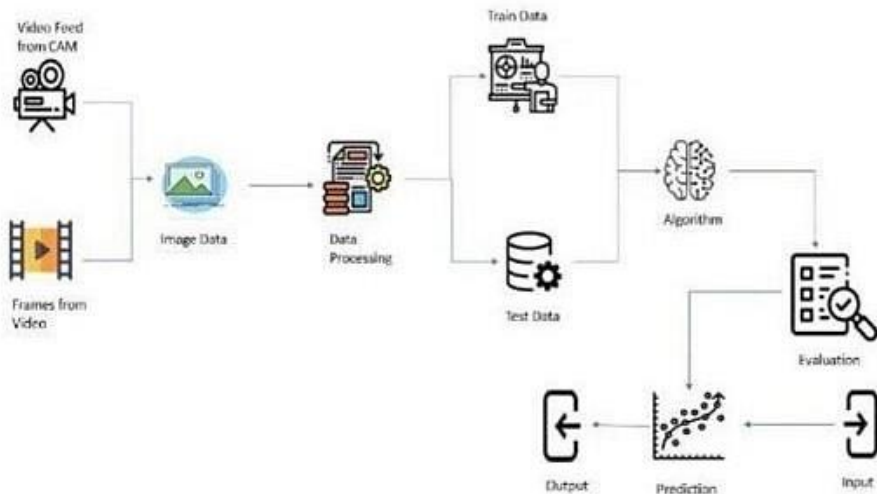 Video Feed
from CAM
Train Data
Image Data
Data
Processing
Algorithm
Frames from
Video
Test Data
Evaluation
Output
Prediction
Input